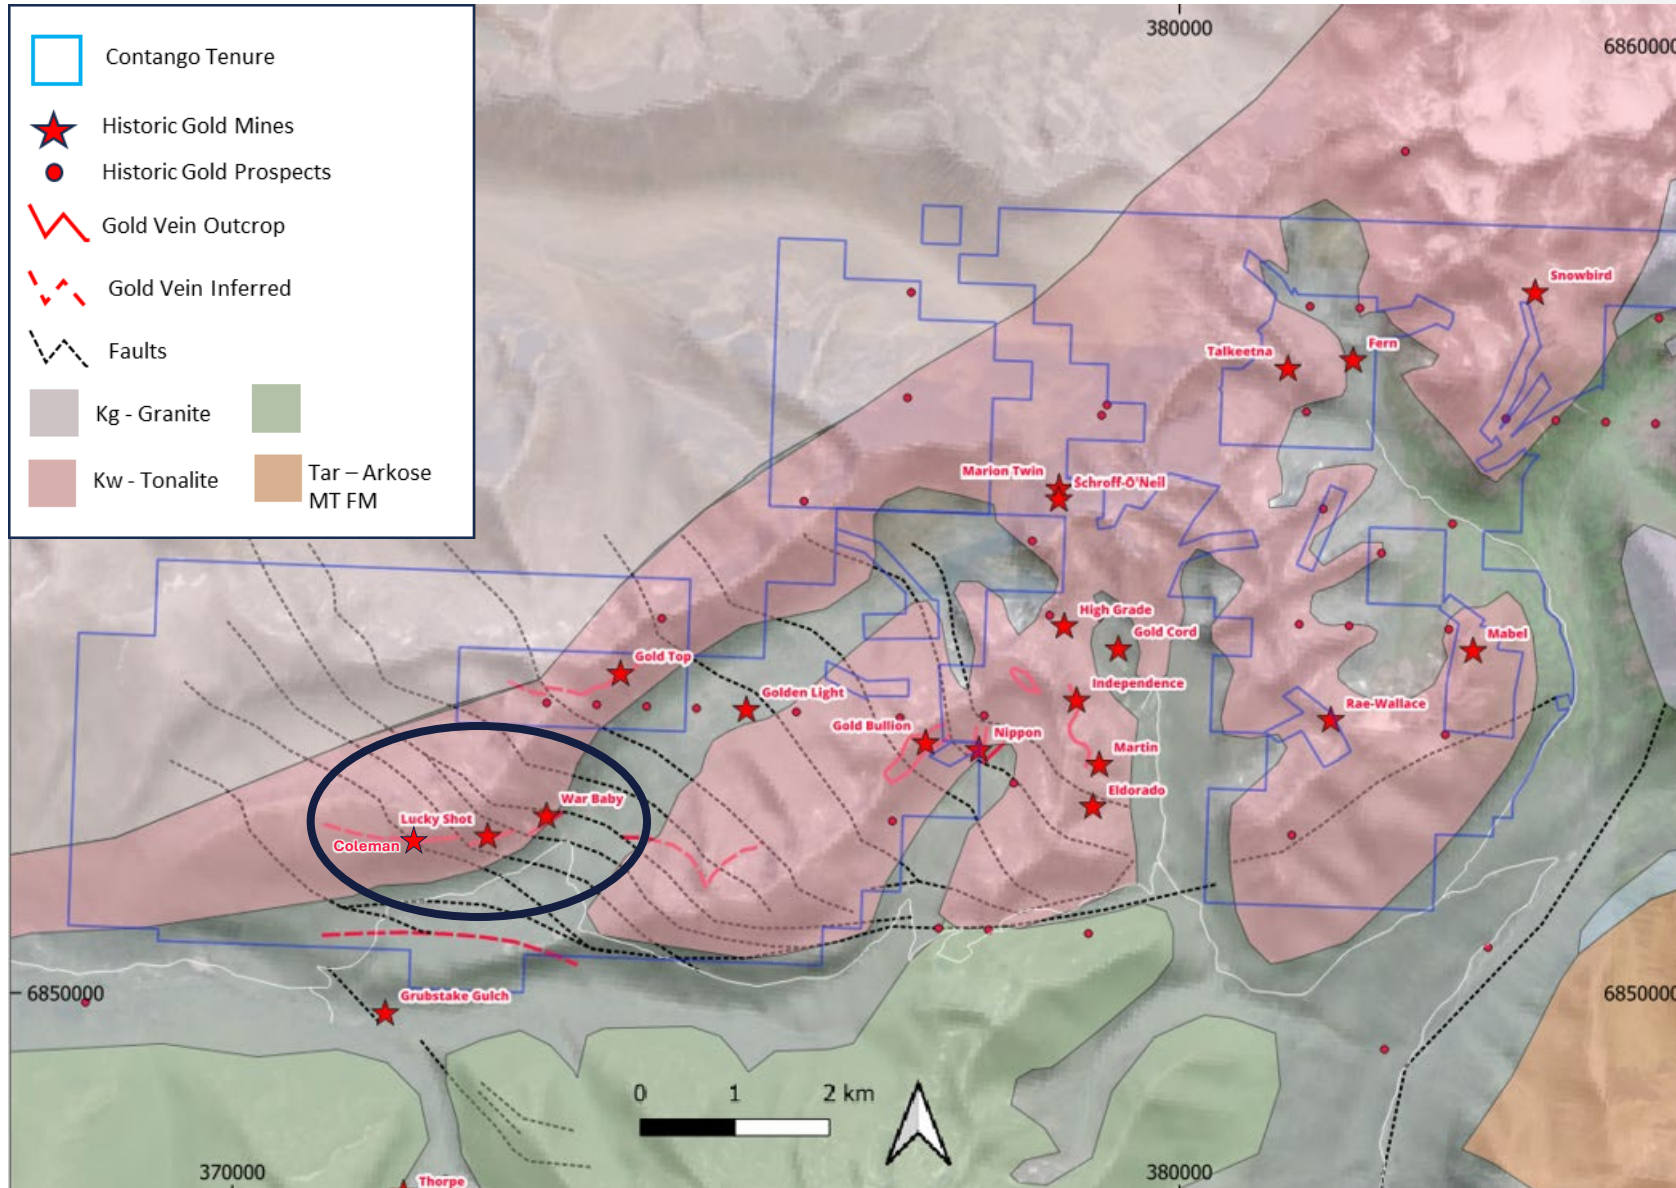 Contango Tenure
Historic Gold Mines
Historic Gold Prospects
Gold Vein Outcrop
Gold Vein Inferred
Faults
Kg - Granite
Kw - Tonalite
Tar – Arkose
MT FM
380000
6860000
Snowbird
Talkeetna
Fern
Marion Twin
Schroff-O'Neil
High Grade
Gold Cord
Mabel
Gold Top
Golden Light
Independence
Rae-Wallace
Gold Bullion
Nippon
Martin
Eldorado
War Baby
Lucky Shot
Coleman
6850000
Grubstake Gulch
6850000
0 1 2 km
370000
380000
Thorpe